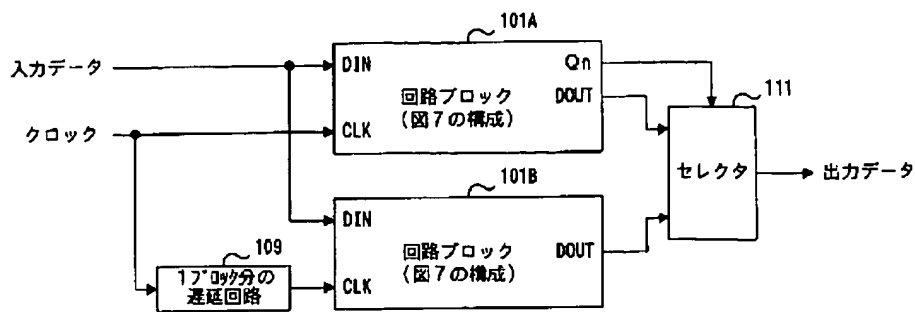 101A
入力データ
DIN
Qn
回路ブロック
(図7の構成)
DOUT
111
クロック
CLK
セレクタ
出力データ
101B
DIN
109
回路ブロック
(図7の構成)
DOUT
1ブロック分の
遅延回路
CLK